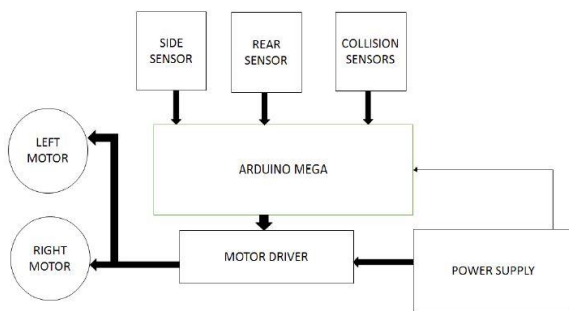 SIDE
SENSOR
REAR
SENSOR
COLLISION
SENSORS
LEFT
MOTOR
ARDUINO MEGA
RIGHT
MOTOR
MOTOR DRIVER
POWER SUPPLY